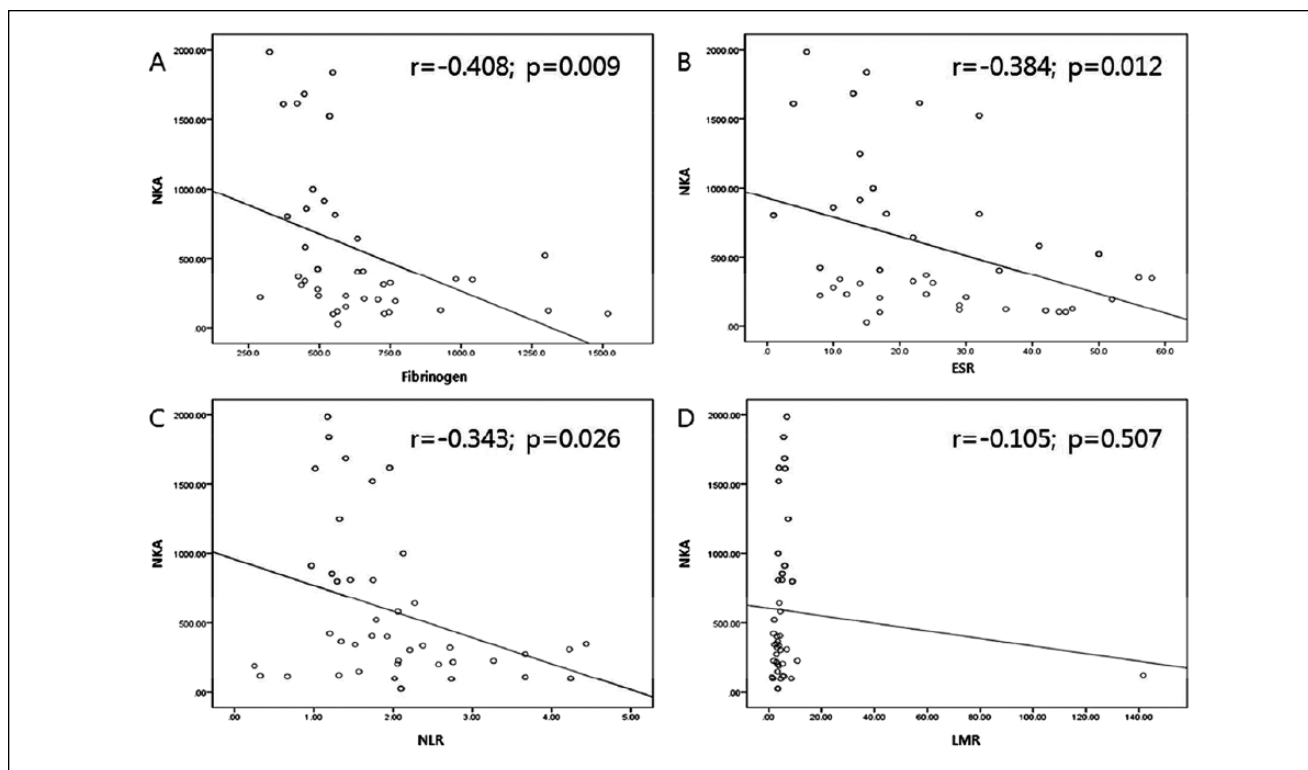 A
r=-0.408; p=0.009
2000.00
1500.00
1000.00
500.00
.00
NKA
250.0 500.0 750.0 1000.0 1250.0 1500.0
Fibrinogen
B
r=-0.384; p=0.012
2000.00
1500.00
1000.00
500.00
.00
NKA
.0 10.0 20.0 30.0 40.0 50.0 60.0
ESR
C
r=-0.343; p=0.026
2000.00
1500.00
1000.00
500.00
.00
NKA
.00 1.00 2.00 3.00 4.00 5.00
NLR
D
r=-0.105; p=0.507
2000.00
1500.00
1000.00
500.00
.00
NKA
.00 20.00 40.00 60.00 80.00 100.00 120.00 140.00
LMR